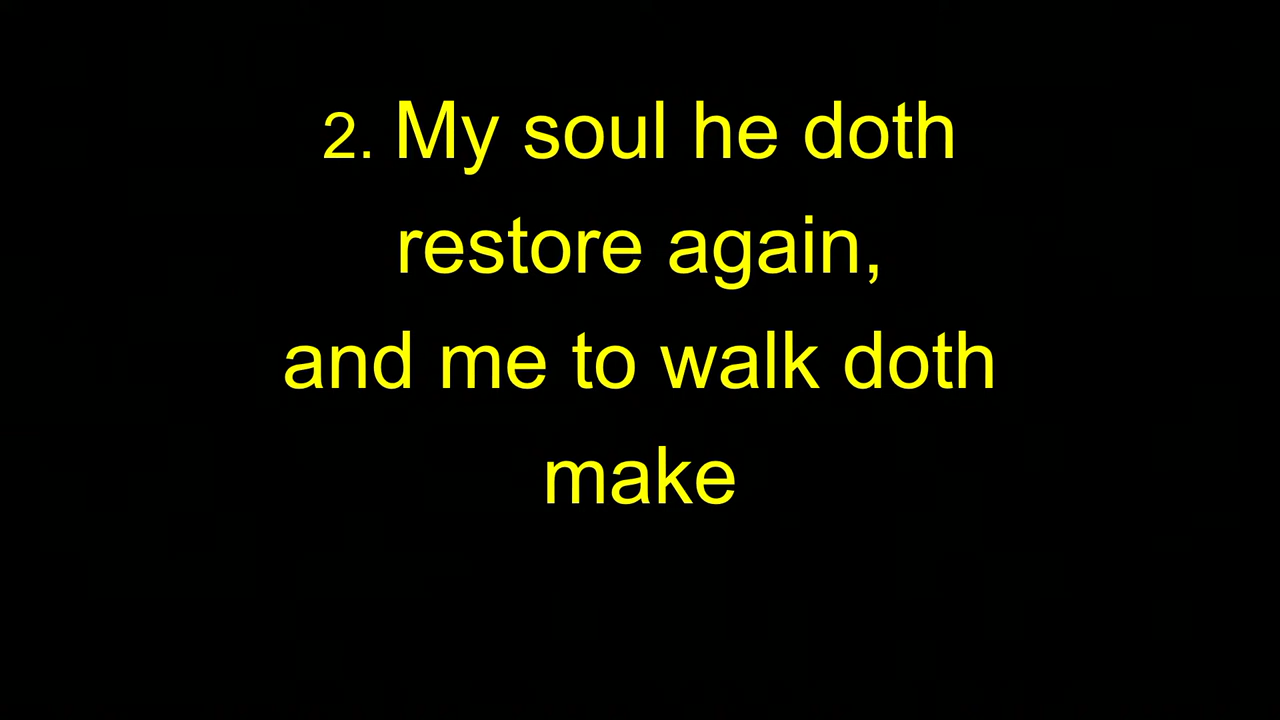 2. My soul he doth
restore again,
and me to walk doth
make